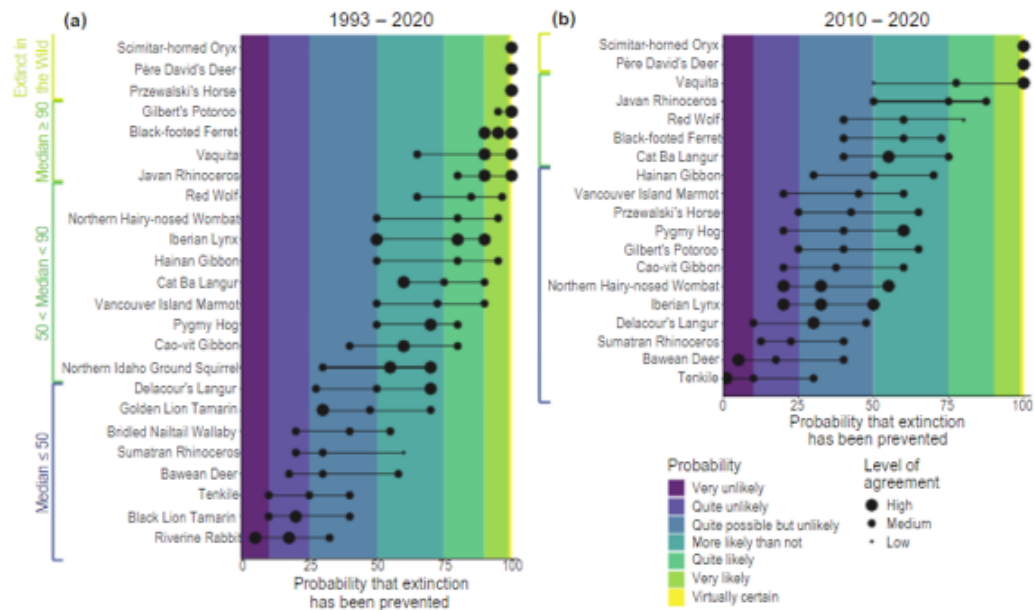 (a)
1993 – 2020
Extinct in
the Wild
Median ≥ 90
50 < Median < 90
Median ≤ 50
Scimitar-horned Oryx
Père David's Deer
Przewalski's Horse
Gilbert's Potoroo
Black-footed Ferret
Vaquita
Javan Rhinoceros
Red Wolf
Northern Hairy-nosed Wombat
Iberian Lynx
Hainan Gibbon
Cat Ba Langur
Vancouver Island Marmot
Pygmy Hog
Cao-vit Gibbon
Northern Idaho Ground Squirrel
Delacour's Langur
Golden Lion Tamarin
Bridled Nailtail Wallaby
Sumatran Rhinoceros
Bawean Deer
Tenkile
Black Lion Tamarin
Riverine Rabbit
0 25 50 75 100
Probability that extinction
has been prevented
(b)
2010 – 2020
Scimitar-horned Oryx
Père David's Deer
Vaquita
Javan Rhinoceros
Red Wolf
Black-footed Ferret
Cat Ba Langur
Hainan Gibbon
Vancouver Island Marmot
Przewalski's Horse
Pygmy Hog
Gilbert's Potoroo
Cao-vit Gibbon
Northern Hairy-nosed Wombat
Iberian Lynx
Delacour's Langur
Sumatran Rhinoceros
Bawean Deer
Tenkile
0 25 50 75 100
Probability that extinction
has been prevented
Probability
Very unlikely
Quite unlikely
Quite possible but unlikely
More likely than not
Quite likely
Very likely
Virtually certain
Level of
agreement
High
Medium
Low